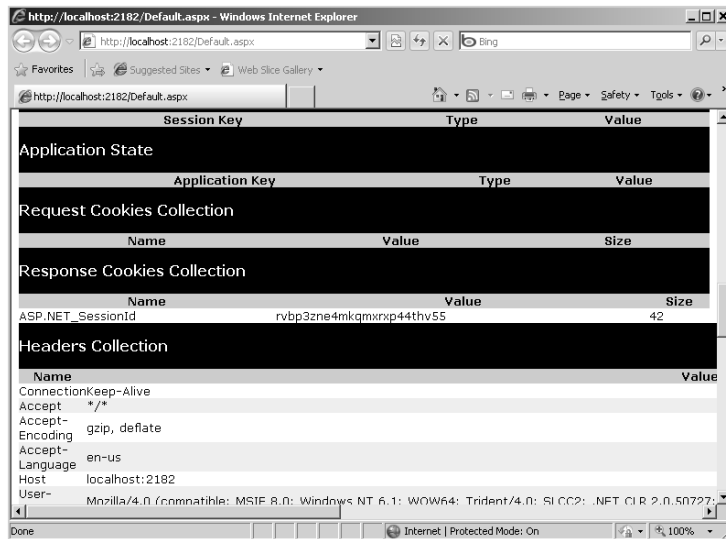 http://localhost:2182/Default.aspx - Windows Internet Explorer
http://localhost:2182/Default.aspx Bing
Favorites Suggested Sites Web Slice Gallery
http://localhost:2182/Default.aspx Page Safety Tools
Session Key Type Value
Application State
Application Key Type Value
Request Cookies Collection
Name Value Size
Response Cookies Collection
Name Value Size
ASP.NET_SessionId rvbp3zne4mkqmxrxp44thv55 42
Headers Collection
Name Value
Connection Keep-Alive
Accept */*
Accept-
Encoding gzip, deflate
Accept-
Language en-us
Host localhost:2182
User- Mozilla/4.0 (compatible; MSIE 8.0; Windows NT 6.1; WOW64; Trident/4.0; SLCC2; .NET CLR 2.0.50727;
Done Internet | Protected Mode: On 100%